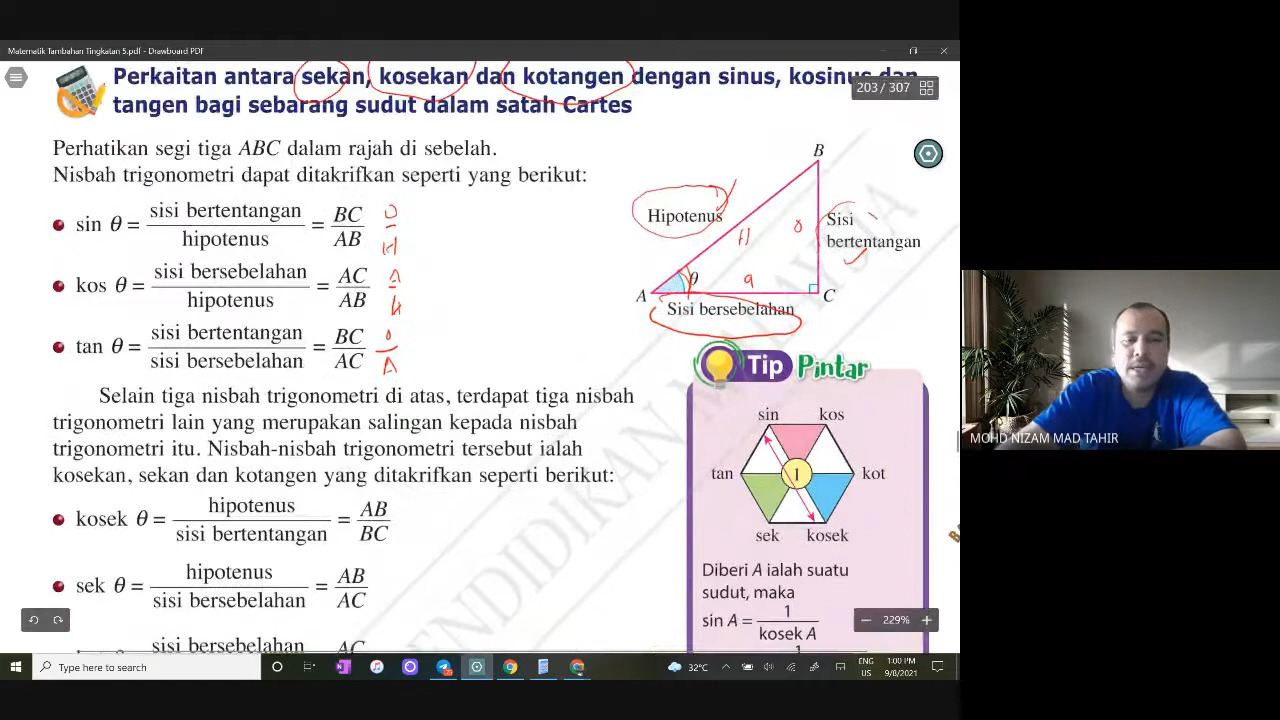 Matematik Tambahan Tingkatan 5.pdf - Drawboard PDF
Perkaitan antara sekan, kosekan dan kotangen dengan sinus, kosinus dan
tangen bagi sebarang sudut dalam satah Cartes
203 / 307
Perhatikan segi tiga ABC dalam rajah di sebelah.
Nisbah trigonometri dapat ditakrifkan seperti yang berikut:
sin θ = sisi bertentangan / hipotenus = BC / AB O / H
kos θ = sisi bersebelahan / hipotenus = AC / AB A / H
tan θ = sisi bertentangan / sisi bersebelahan = BC / AC O / A
B
Hipotenus
Sisi
bertentangan
H
O
θ
a
A
C
Sisi bersebelahan
Selain tiga nisbah trigonometri di atas, terdapat tiga nisbah
trigonometri lain yang merupakan salingan kepada nisbah
trigonometri itu. Nisbah-nisbah trigonometri tersebut ialah
kosekan, sekan dan kotangen yang ditakrifkan seperti berikut:
kosek θ = hipotenus / sisi bertentangan = AB / BC
sek θ = hipotenus / sisi bersebelahan = AB / AC
sisi bersebelahan AC
Tip Pintar
sin kos
tan 1 kot
sek kosek
Diberi A ialah suatu
sudut, maka
sin A = 1 / kosek A
1
229%
MOHD NIZAM MAD TAHIR
PENDIDIKAN MALAYSIA
Type here to search
32°C
ENG
US
1:00 PM
9/8/2021